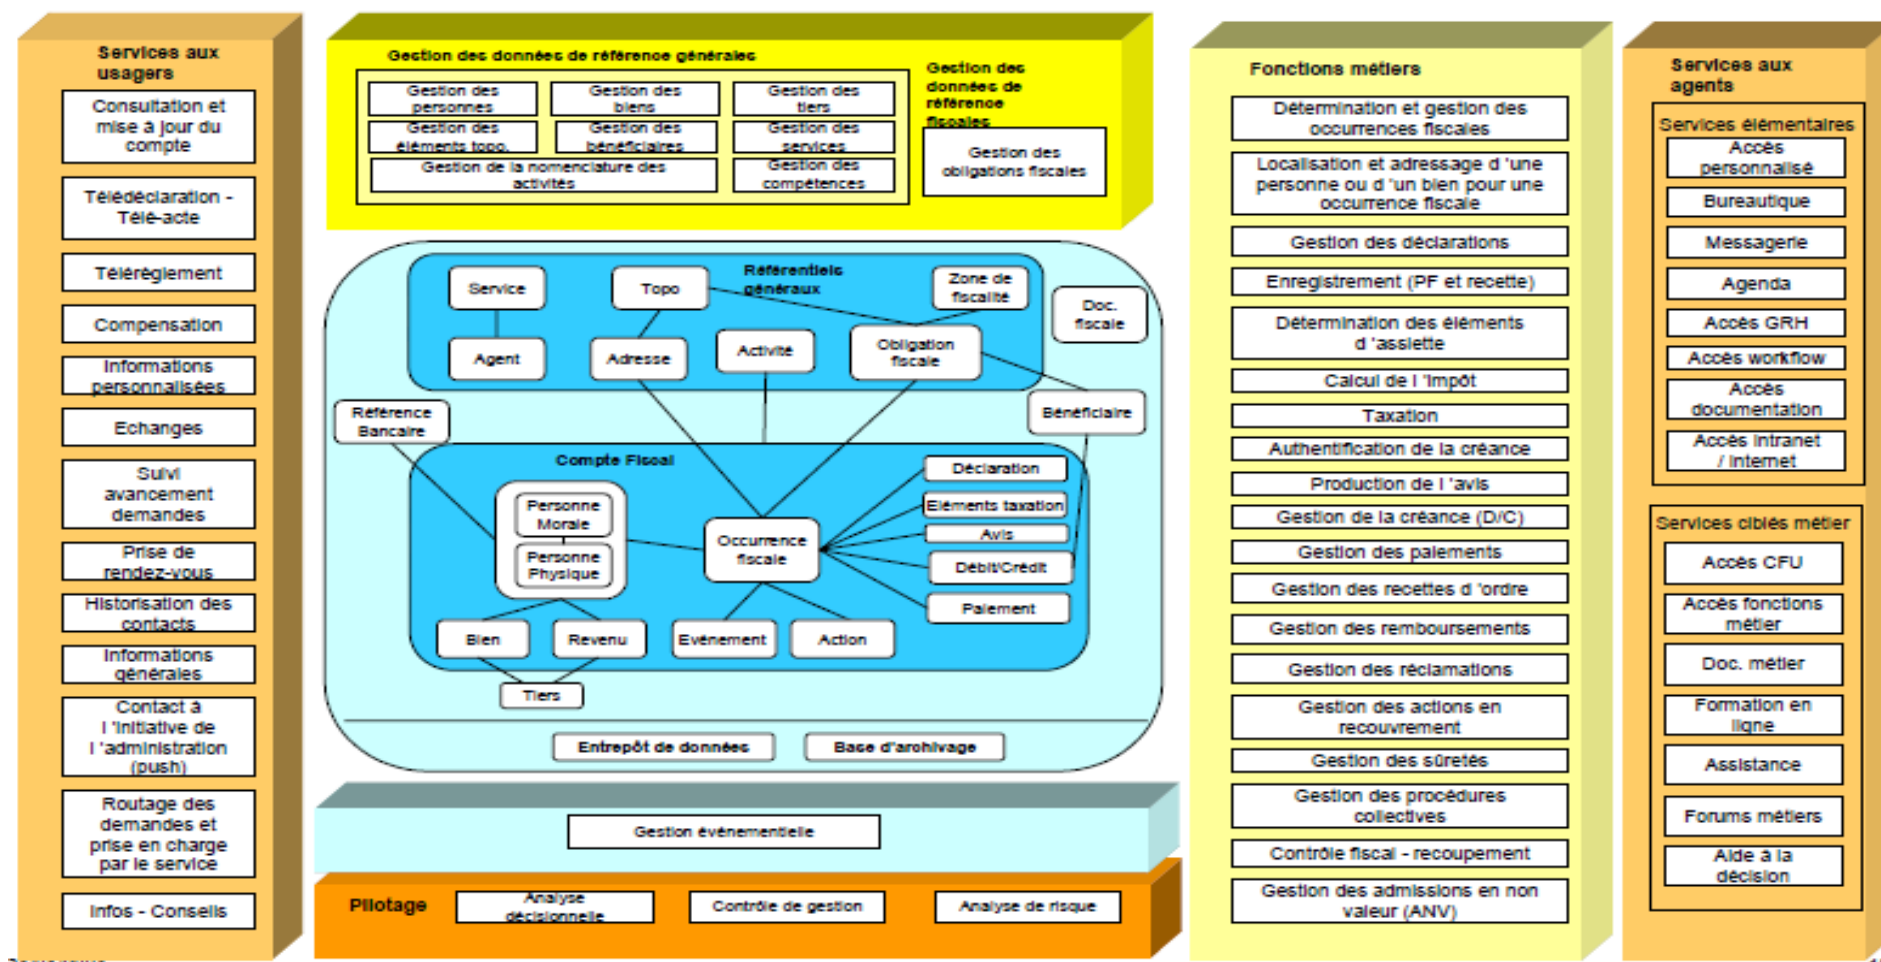 Services aux
usagers
Consultation et
mise à jour du
compte
Télédéclaration -
Télé-acte
Télérèglement
Compensation
Informations
personnalisées
Echanges
Suivi
avancement
demandes
Prise de
rendez-vous
Historisation des
contacts
Informations
générales
Contact à
l 'initiative de
l 'administration
(push)
Routage des
demandes et
prise en charge
par le service
Infos - Conseils
Gestion des données de référence générales
Gestion des
personnes
Gestion des
biens
Gestion des
tiers
Gestion des
éléments topo.
Gestion des
bénéficiaires
Gestion des
services
Gestion de la nomenclature des
activités
Gestion des
compétences
Gestion des
données de
référence
fiscales
Gestion des
obligations fiscales
Référentiels
généraux
Service
Topo
Zone de
fiscalité
Doc.
fiscale
Agent
Adresse
Activité
Obligation
fiscale
Référence
Bancaire
Bénéficiaire
Compte Fiscal
Personne
Morale
Personne
Physique
Occurrence
fiscale
Déclaration
Eléments taxation
Avis
Débit/Crédit
Paiement
Bien
Revenu
Evénement
Action
Tiers
Entrepôt de données
Base d'archivage
Gestion événementielle
Pilotage
Analyse
décisionnelle
Contrôle de gestion
Analyse de risque
Fonctions métiers
Détermination et gestion des
occurrences fiscales
Localisation et adressage d 'une
personne ou d 'un bien pour une
occurrence fiscale
Gestion des déclarations
Enregistrement (PF et recette)
Détermination des éléments
d 'assiette
Calcul de l 'impôt
Taxation
Authentification de la créance
Production de l 'avis
Gestion de la créance (D/C)
Gestion des paiements
Gestion des recettes d 'ordre
Gestion des remboursements
Gestion des réclamations
Gestion des actions en
recouvrement
Gestion des sûretés
Gestion des procédures
collectives
Contrôle fiscal - recoupement
Gestion des admissions en non
valeur (ANV)
Services aux
agents
Services élémentaires
Accès
personnalisé
Bureautique
Messagerie
Agenda
Accès GRH
Accès workflow
Accès
documentation
Accès Intranet
/ Internet
Services ciblés métier
Accès CFU
Accès fonctions
métier
Doc. métier
Formation en
ligne
Assistance
Forums métiers
Aide à la
décision